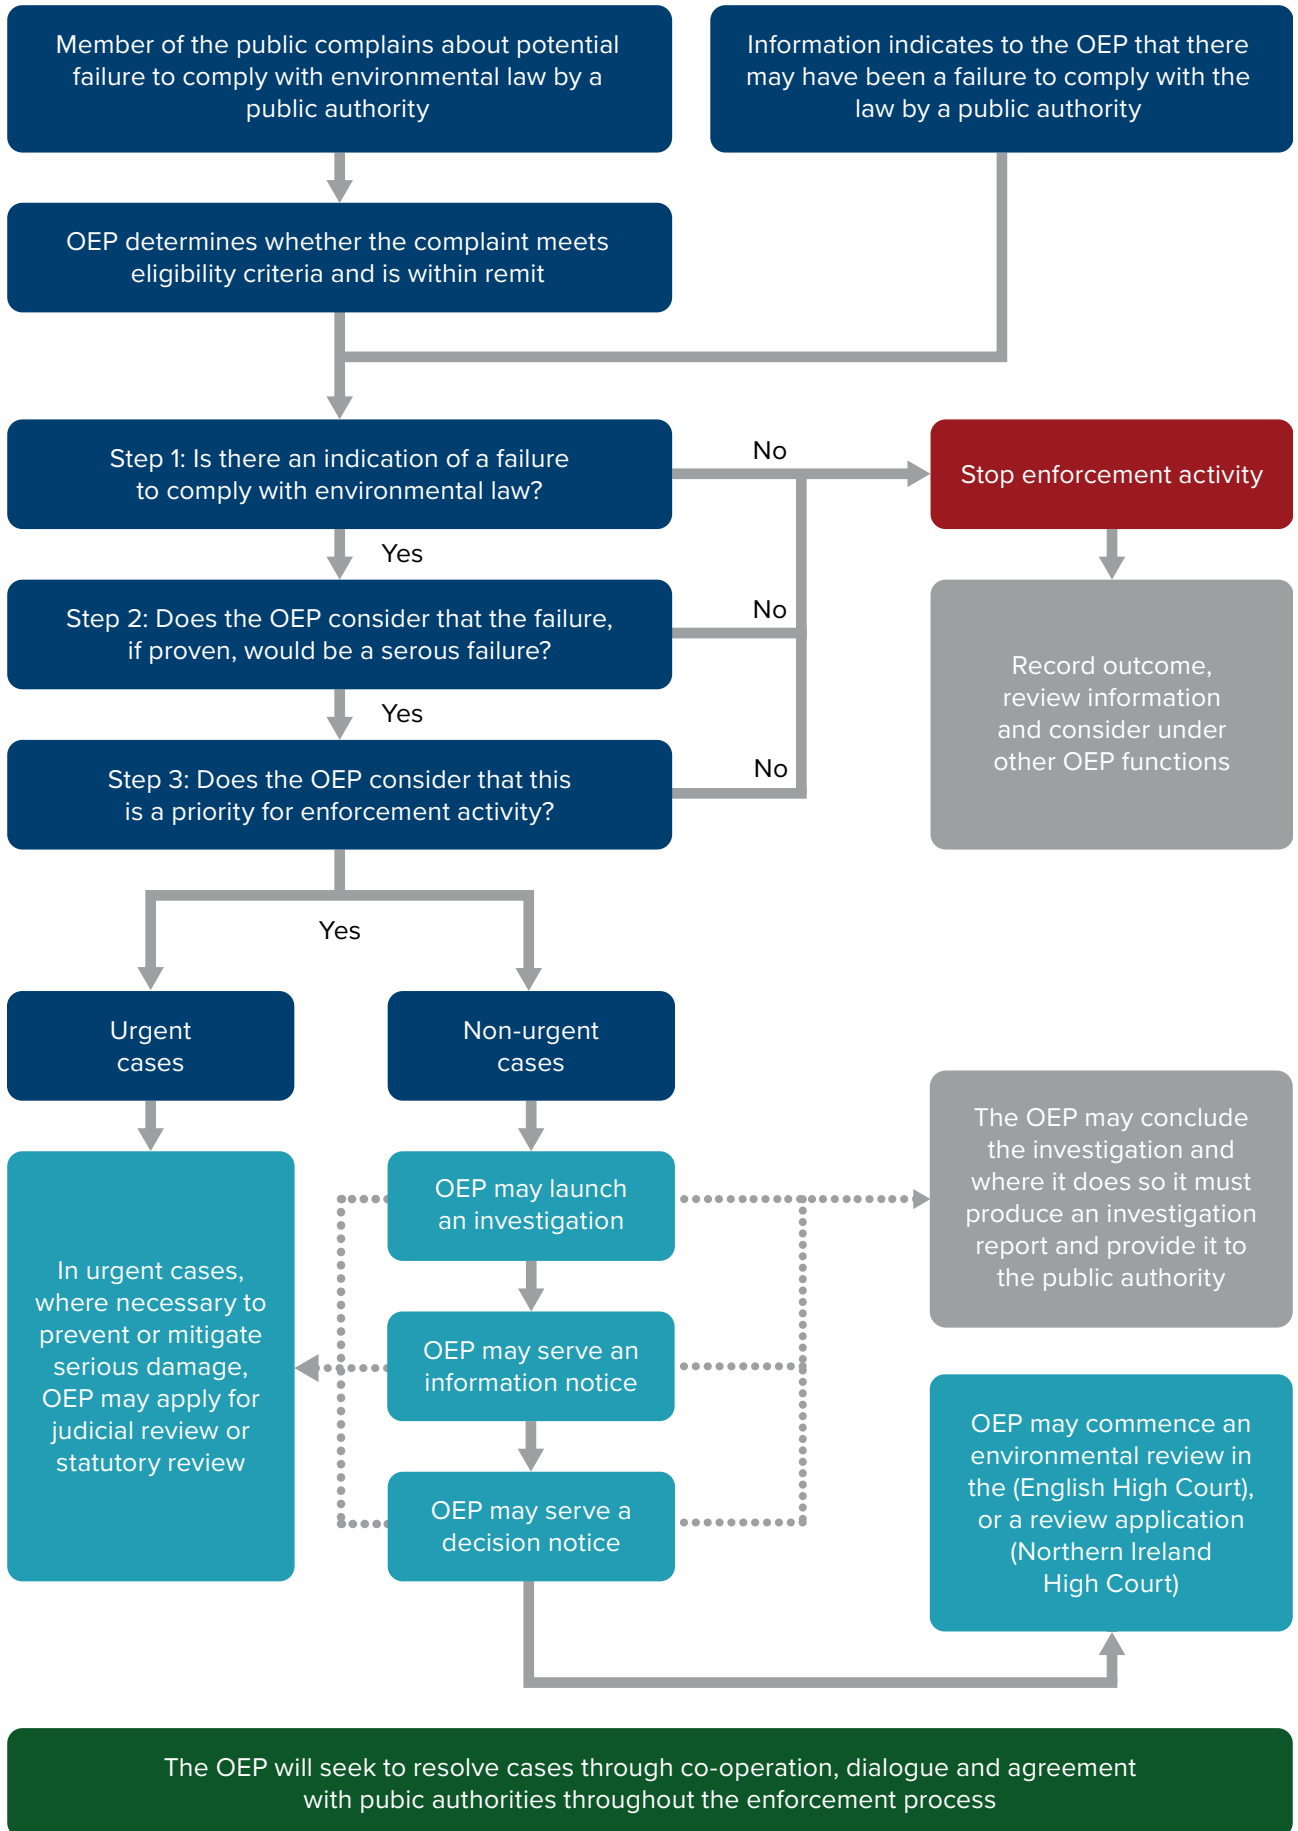 Member of the public complains about potential
failure to comply with environmental law by a
public authority
Information indicates to the OEP that there
may have been a failure to comply with the
law by a public authority
OEP determines whether the complaint meets
eligibility criteria and is within remit
Step 1: Is there an indication of a failure
to comply with environmental law?
No
Stop enforcement activity
Yes
Step 2: Does the OEP consider that the failure,
if proven, would be a serous failure?
No
Record outcome,
review information
and consider under
other OEP functions
Yes
Step 3: Does the OEP consider that this
is a priority for enforcement activity?
No
Yes
Urgent
cases
Non-urgent
cases
In urgent cases,
where necessary to
prevent or mitigate
serious damage,
OEP may apply for
judicial review or
statutory review
OEP may launch
an investigation
OEP may serve an
information notice
OEP may serve a
decision notice
The OEP may conclude
the investigation and
where it does so it must
produce an investigation
report and provide it to
the public authority
OEP may commence an
environmental review in
the (English High Court),
or a review application
(Northern Ireland
High Court)
The OEP will seek to resolve cases through co-operation, dialogue and agreement
with pubic authorities throughout the enforcement process